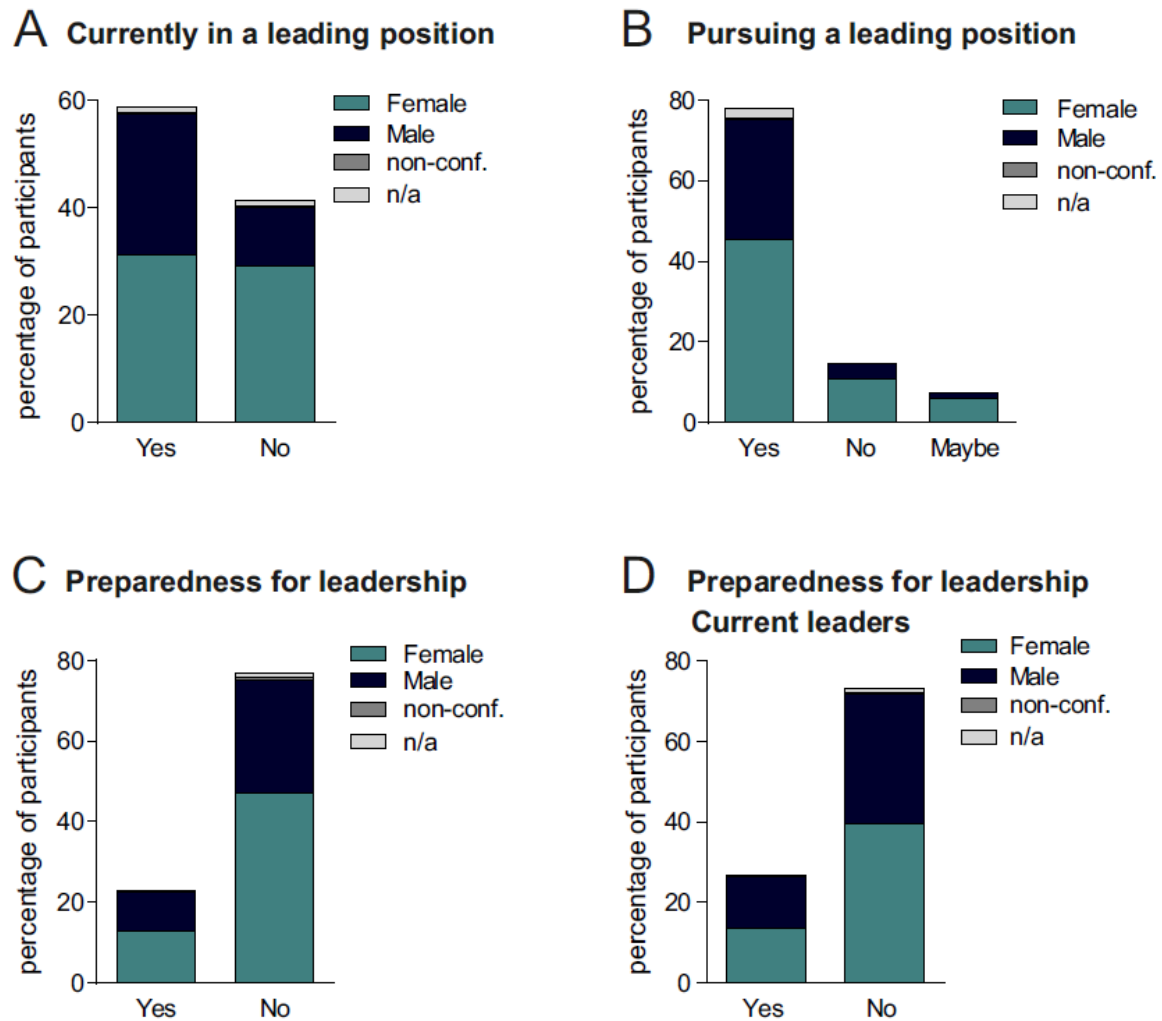 A Currently in a leading position
60
40
20
0
percentage of participants
Yes
No
Female
Male
non-conf.
n/a
B Pursuing a leading position
80
60
40
20
0
percentage of participants
Yes
No
Maybe
Female
Male
non-conf.
n/a
C Preparedness for leadership
80
60
40
20
0
percentage of participants
Yes
No
Female
Male
non-conf.
n/a
D Preparedness for leadership
Current leaders
80
60
40
20
0
percentage of participants
Yes
No
Female
Male
non-conf.
n/a